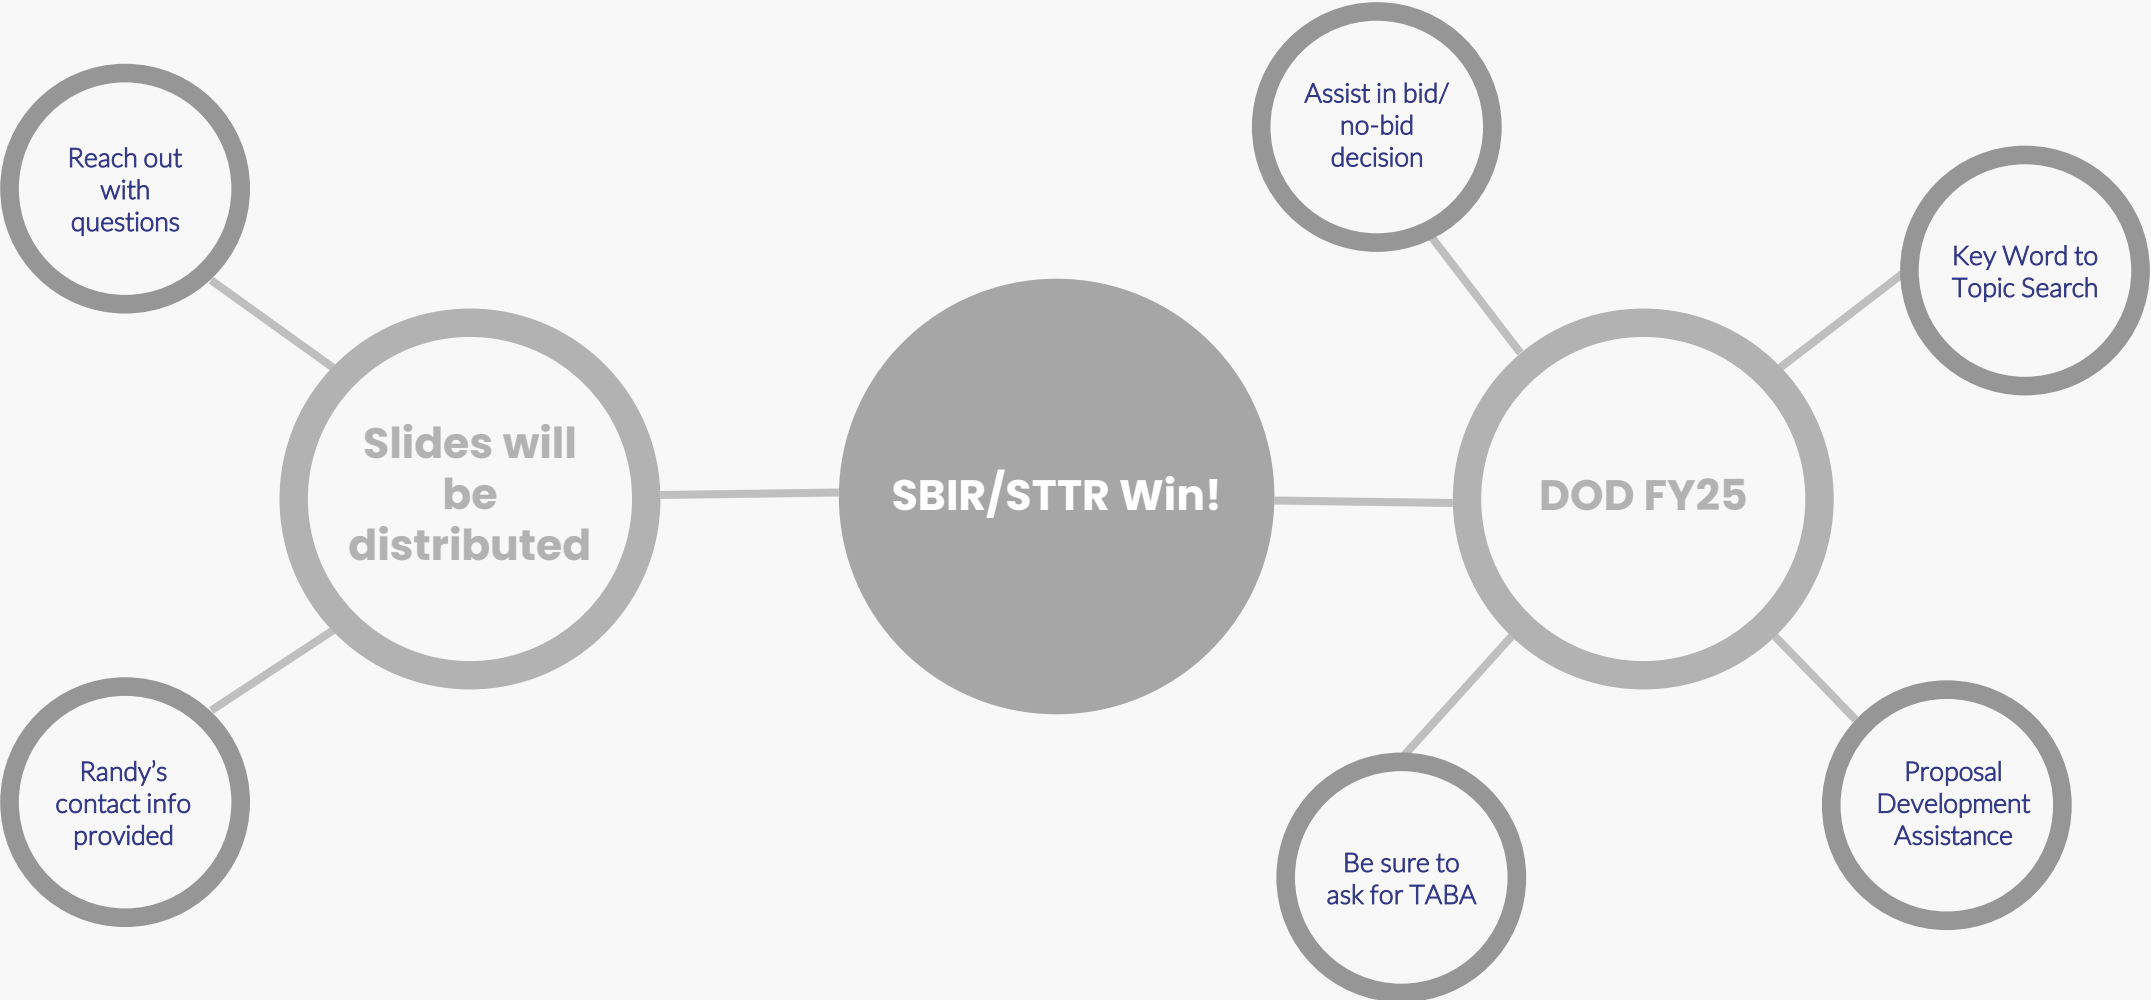 Reach out
with
questions
Slides will
be
distributed
Randy’s
contact info
provided
SBIR/STTR Win!
Assist in bid/
no-bid
decision
Key Word to
Topic Search
DOD FY25
Be sure to
ask for TABA
Proposal
Development
Assistance